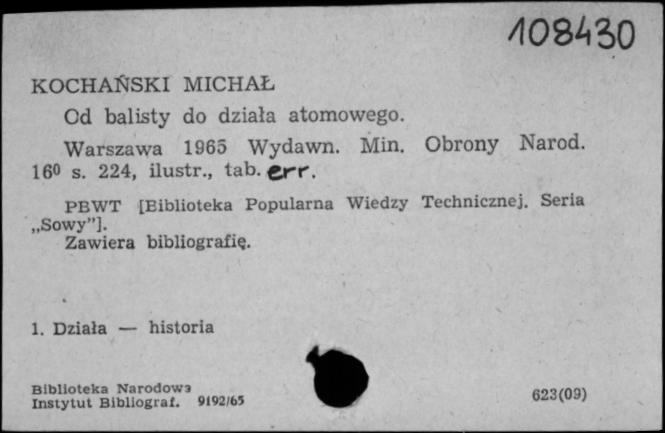 108430
KOCHAŃSKI MICHAŁ
Od balisty do działa atomowego.
Warszawa 1965 Wydawn. Min. Obrony Narod.
16⁰ s. 224, ilustr., tab. err.
PBWT [Biblioteka Popularna Wiedzy Technicznej. Seria
„Sowy”].
Zawiera bibliografię.
1. Działa — historia
Biblioteka Narodowa
Instytut Bibliograf. 9192/65
623(09)